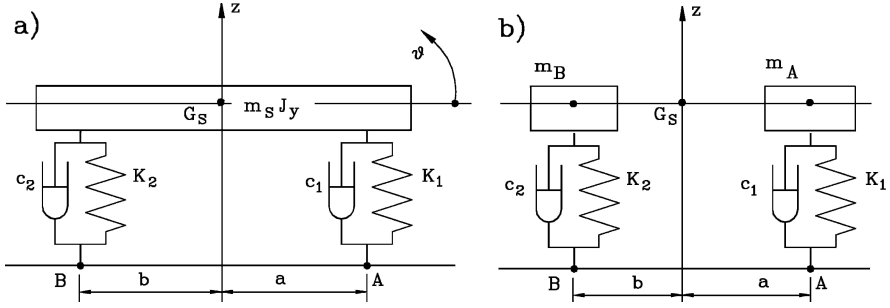 a)
z
ϑ
G_S m_S J_y
c_2 K_2 c_1 K_1
B b a A
b)
z
m_B m_A
G_S
c_2 K_2 c_1 K_1
B b a A